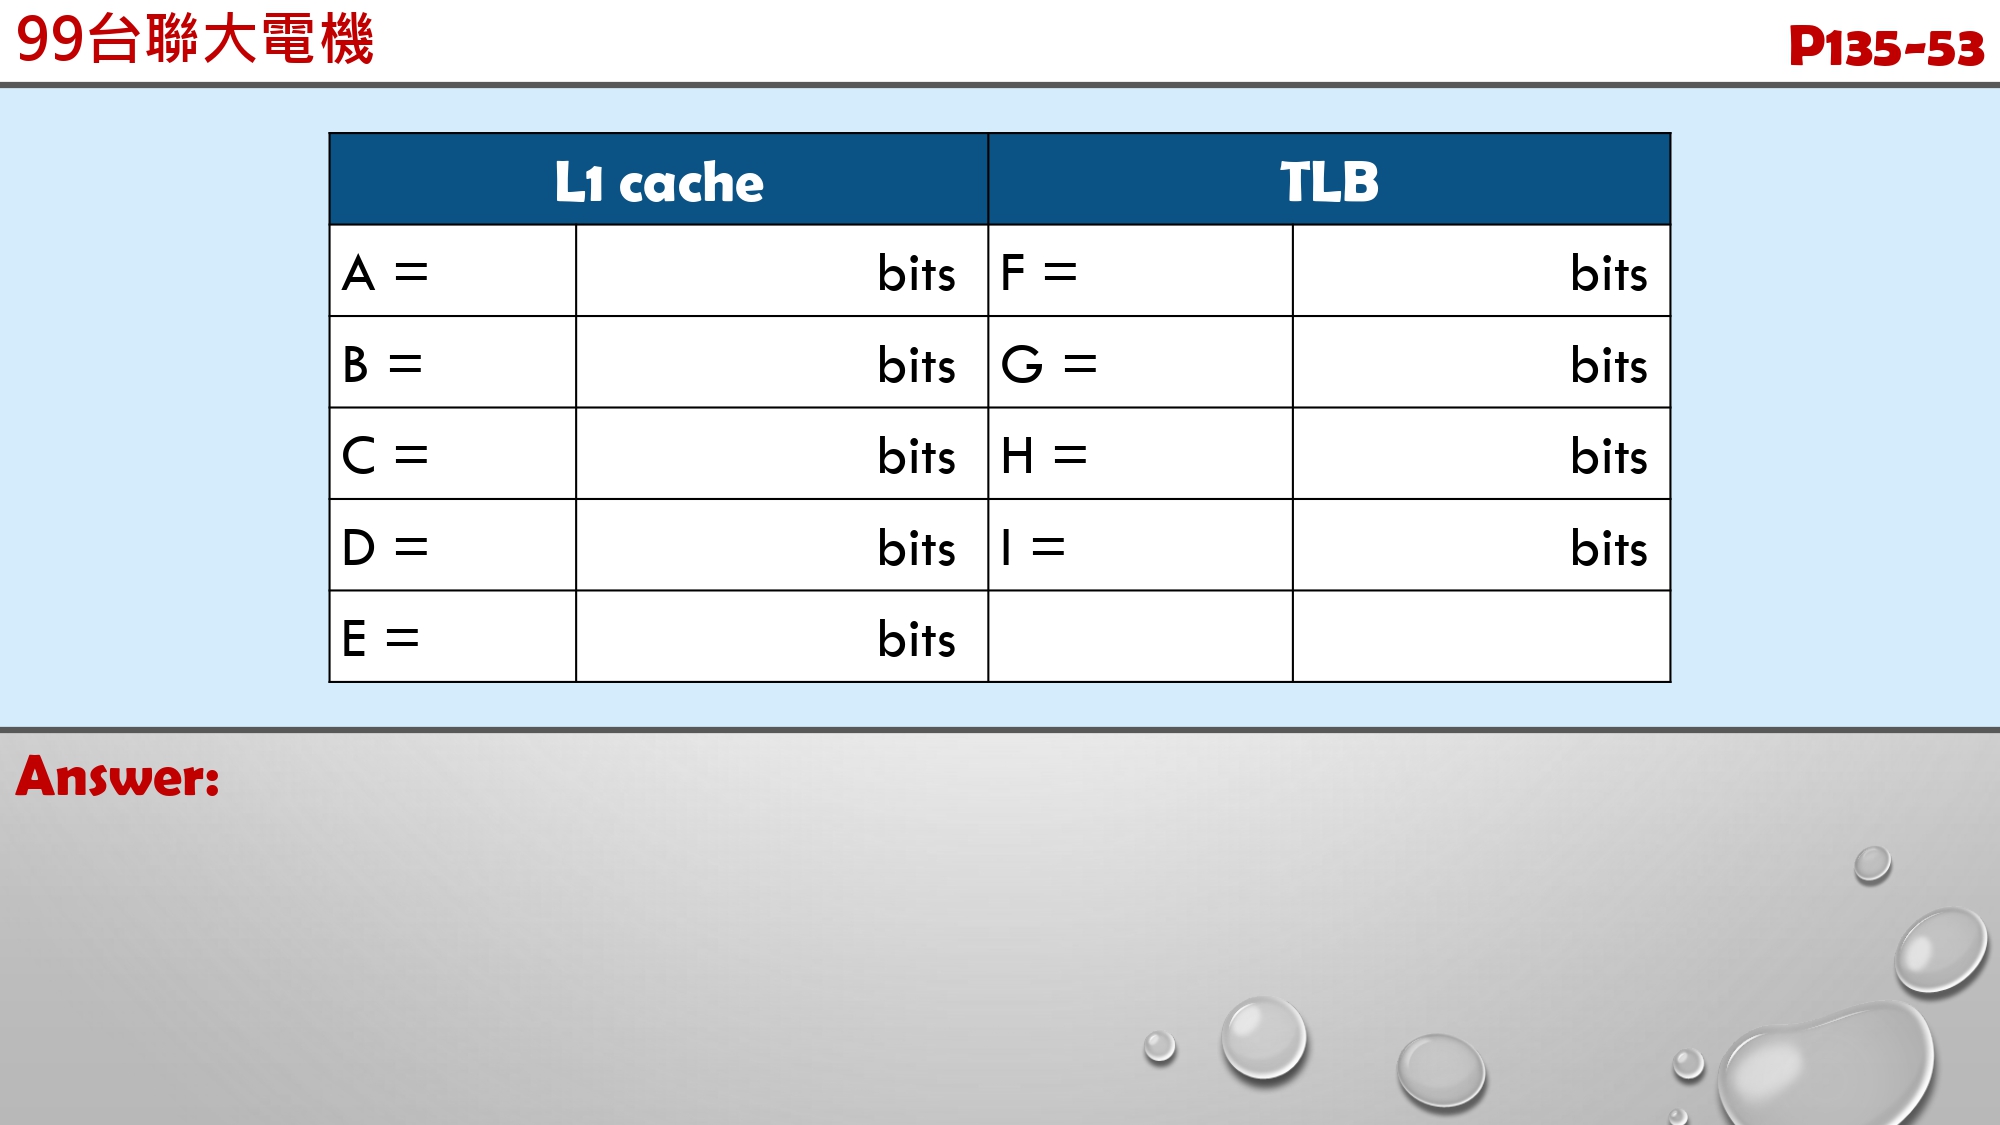 99台聯大電機
P135-53
L1 cache TLB
A = bits F = bits
B = bits G = bits
C = bits H = bits
D = bits I = bits
E = bits
Answer: